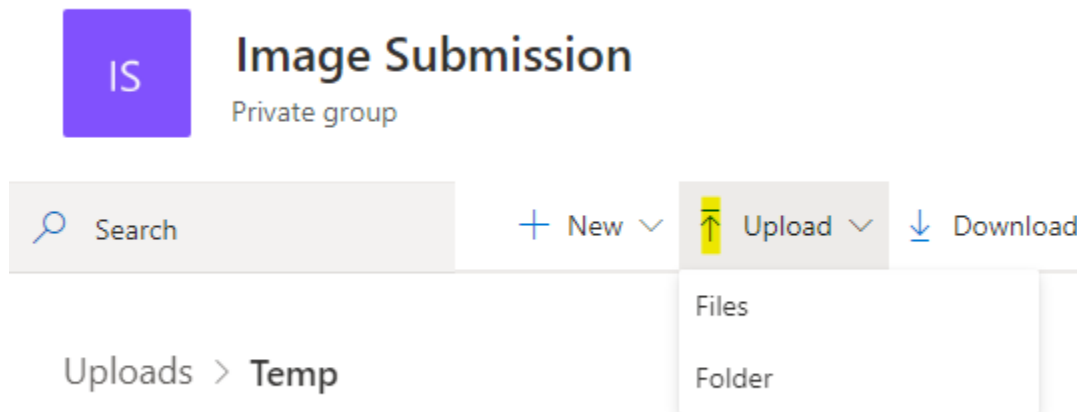 IS
Image Submission
Private group
Search
New
Upload
Download
Files
Folder
Uploads > Temp